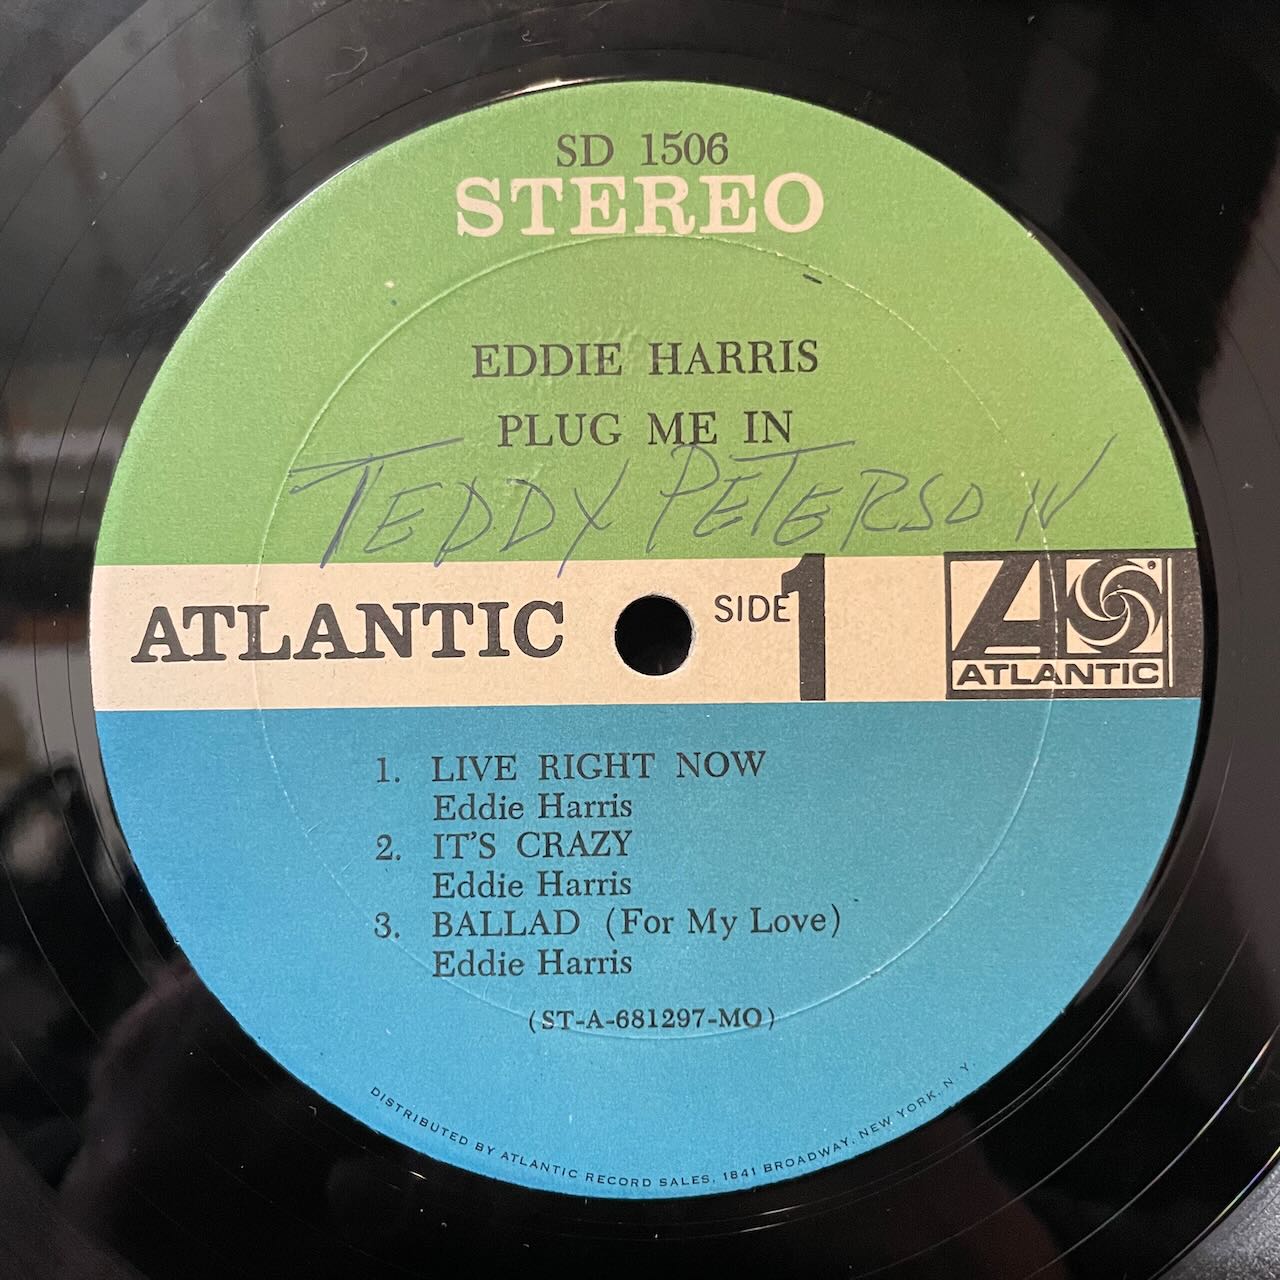 SD 1506
STEREO
EDDIE HARRIS
PLUG ME IN
TEDDY PETERSON
ATLANTIC
SIDE 1
ATLANTIC
1. LIVE RIGHT NOW
Eddie Harris
2. IT'S CRAZY
Eddie Harris
3. BALLAD (For My Love)
Eddie Harris
(ST-A-681297-MO)
DISTRIBUTED BY ATLANTIC RECORD SALES, 1841 BROADWAY, NEW YORK, N. Y.